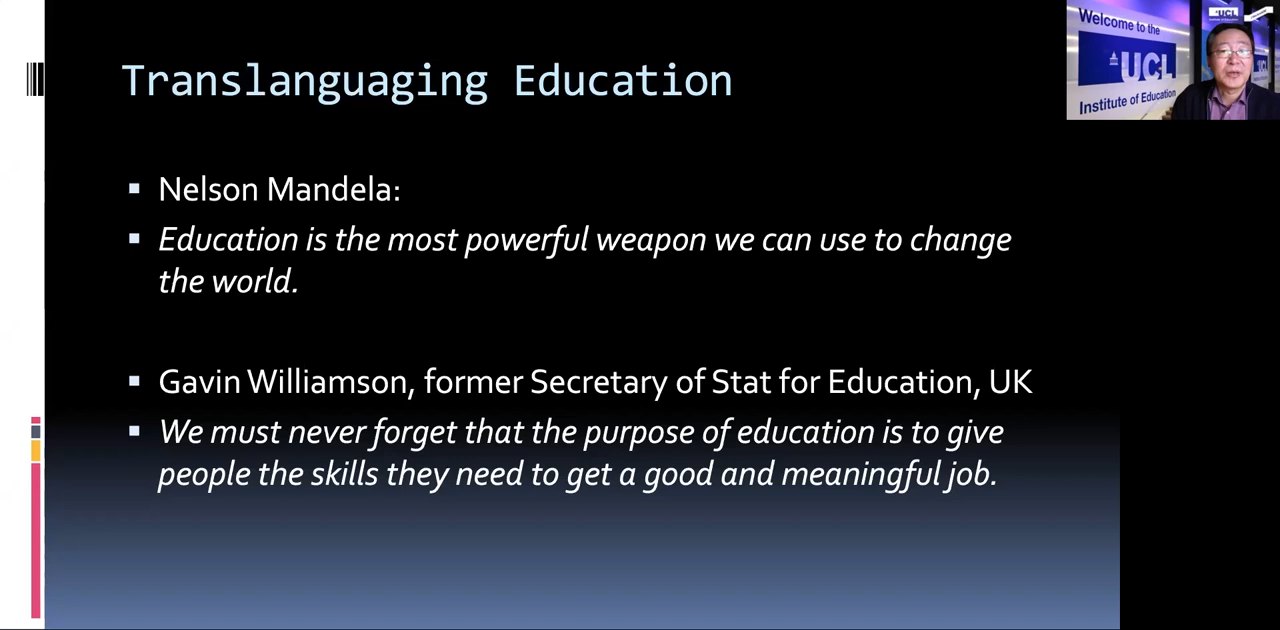 Translanguaging Education
Nelson Mandela:
Education is the most powerful weapon we can use to change
the world.
Gavin Williamson, former Secretary of Stat for Education, UK
We must never forget that the purpose of education is to give
people the skills they need to get a good and meaningful job.
Welcome to the
UCL
Institute of Education
UCL